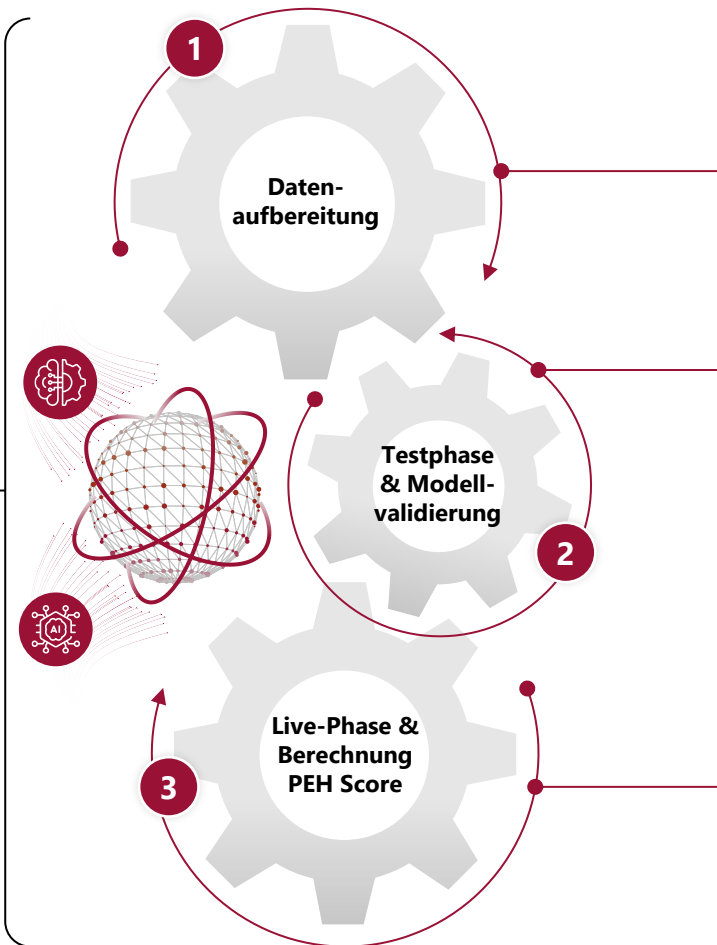 1
Daten-
aufbereitung
Testphase
& Modell-
validierung
2
AI
Live-Phase &
Berechnung
PEH Score
3